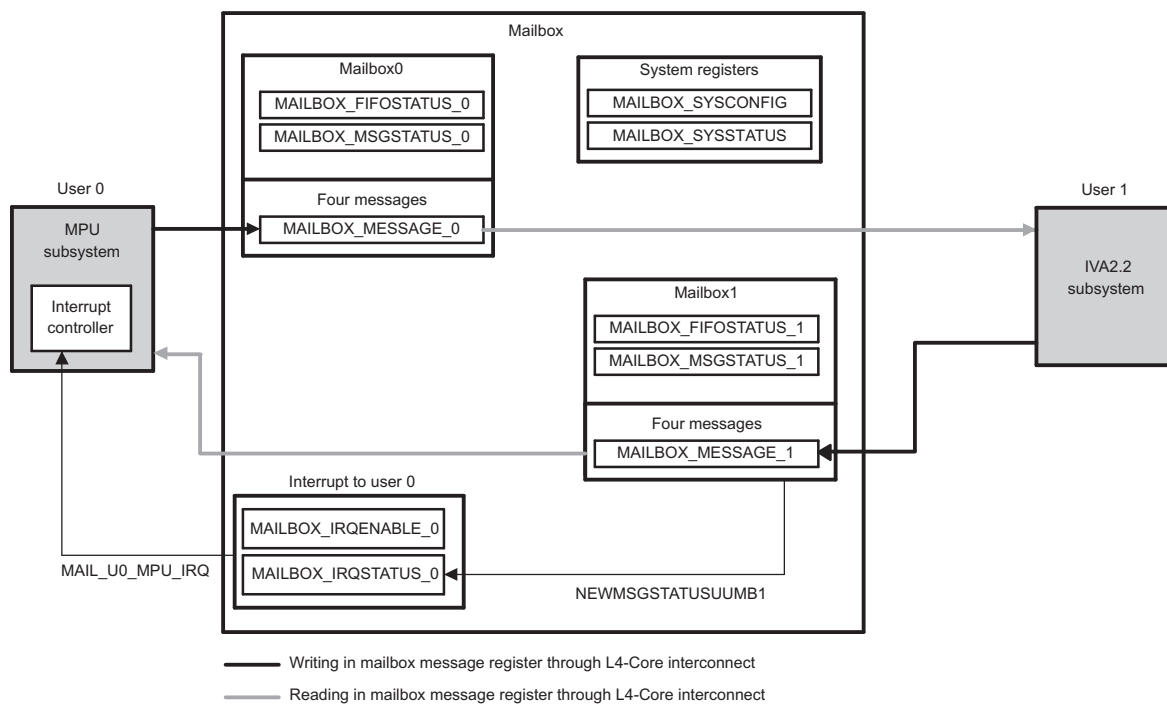 Mailbox
Mailbox0
MAILBOX_FIFOSTATUS_0
MAILBOX_MSGSTATUS_0
Four messages
MAILBOX_MESSAGE_0
System registers
MAILBOX_SYSCONFIG
MAILBOX_SYSSTATUS
User 0
MPU
subsystem
Interrupt
controller
User 1
IVA2.2
subsystem
Mailbox1
MAILBOX_FIFOSTATUS_1
MAILBOX_MSGSTATUS_1
Four messages
MAILBOX_MESSAGE_1
Interrupt to user 0
MAILBOX_IRQENABLE_0
MAILBOX_IRQSTATUS_0
MAIL_U0_MPU_IRQ
NEWMSGSTATUSUUMB1
Writing in mailbox message register through L4-Core interconnect
Reading in mailbox message register through L4-Core interconnect